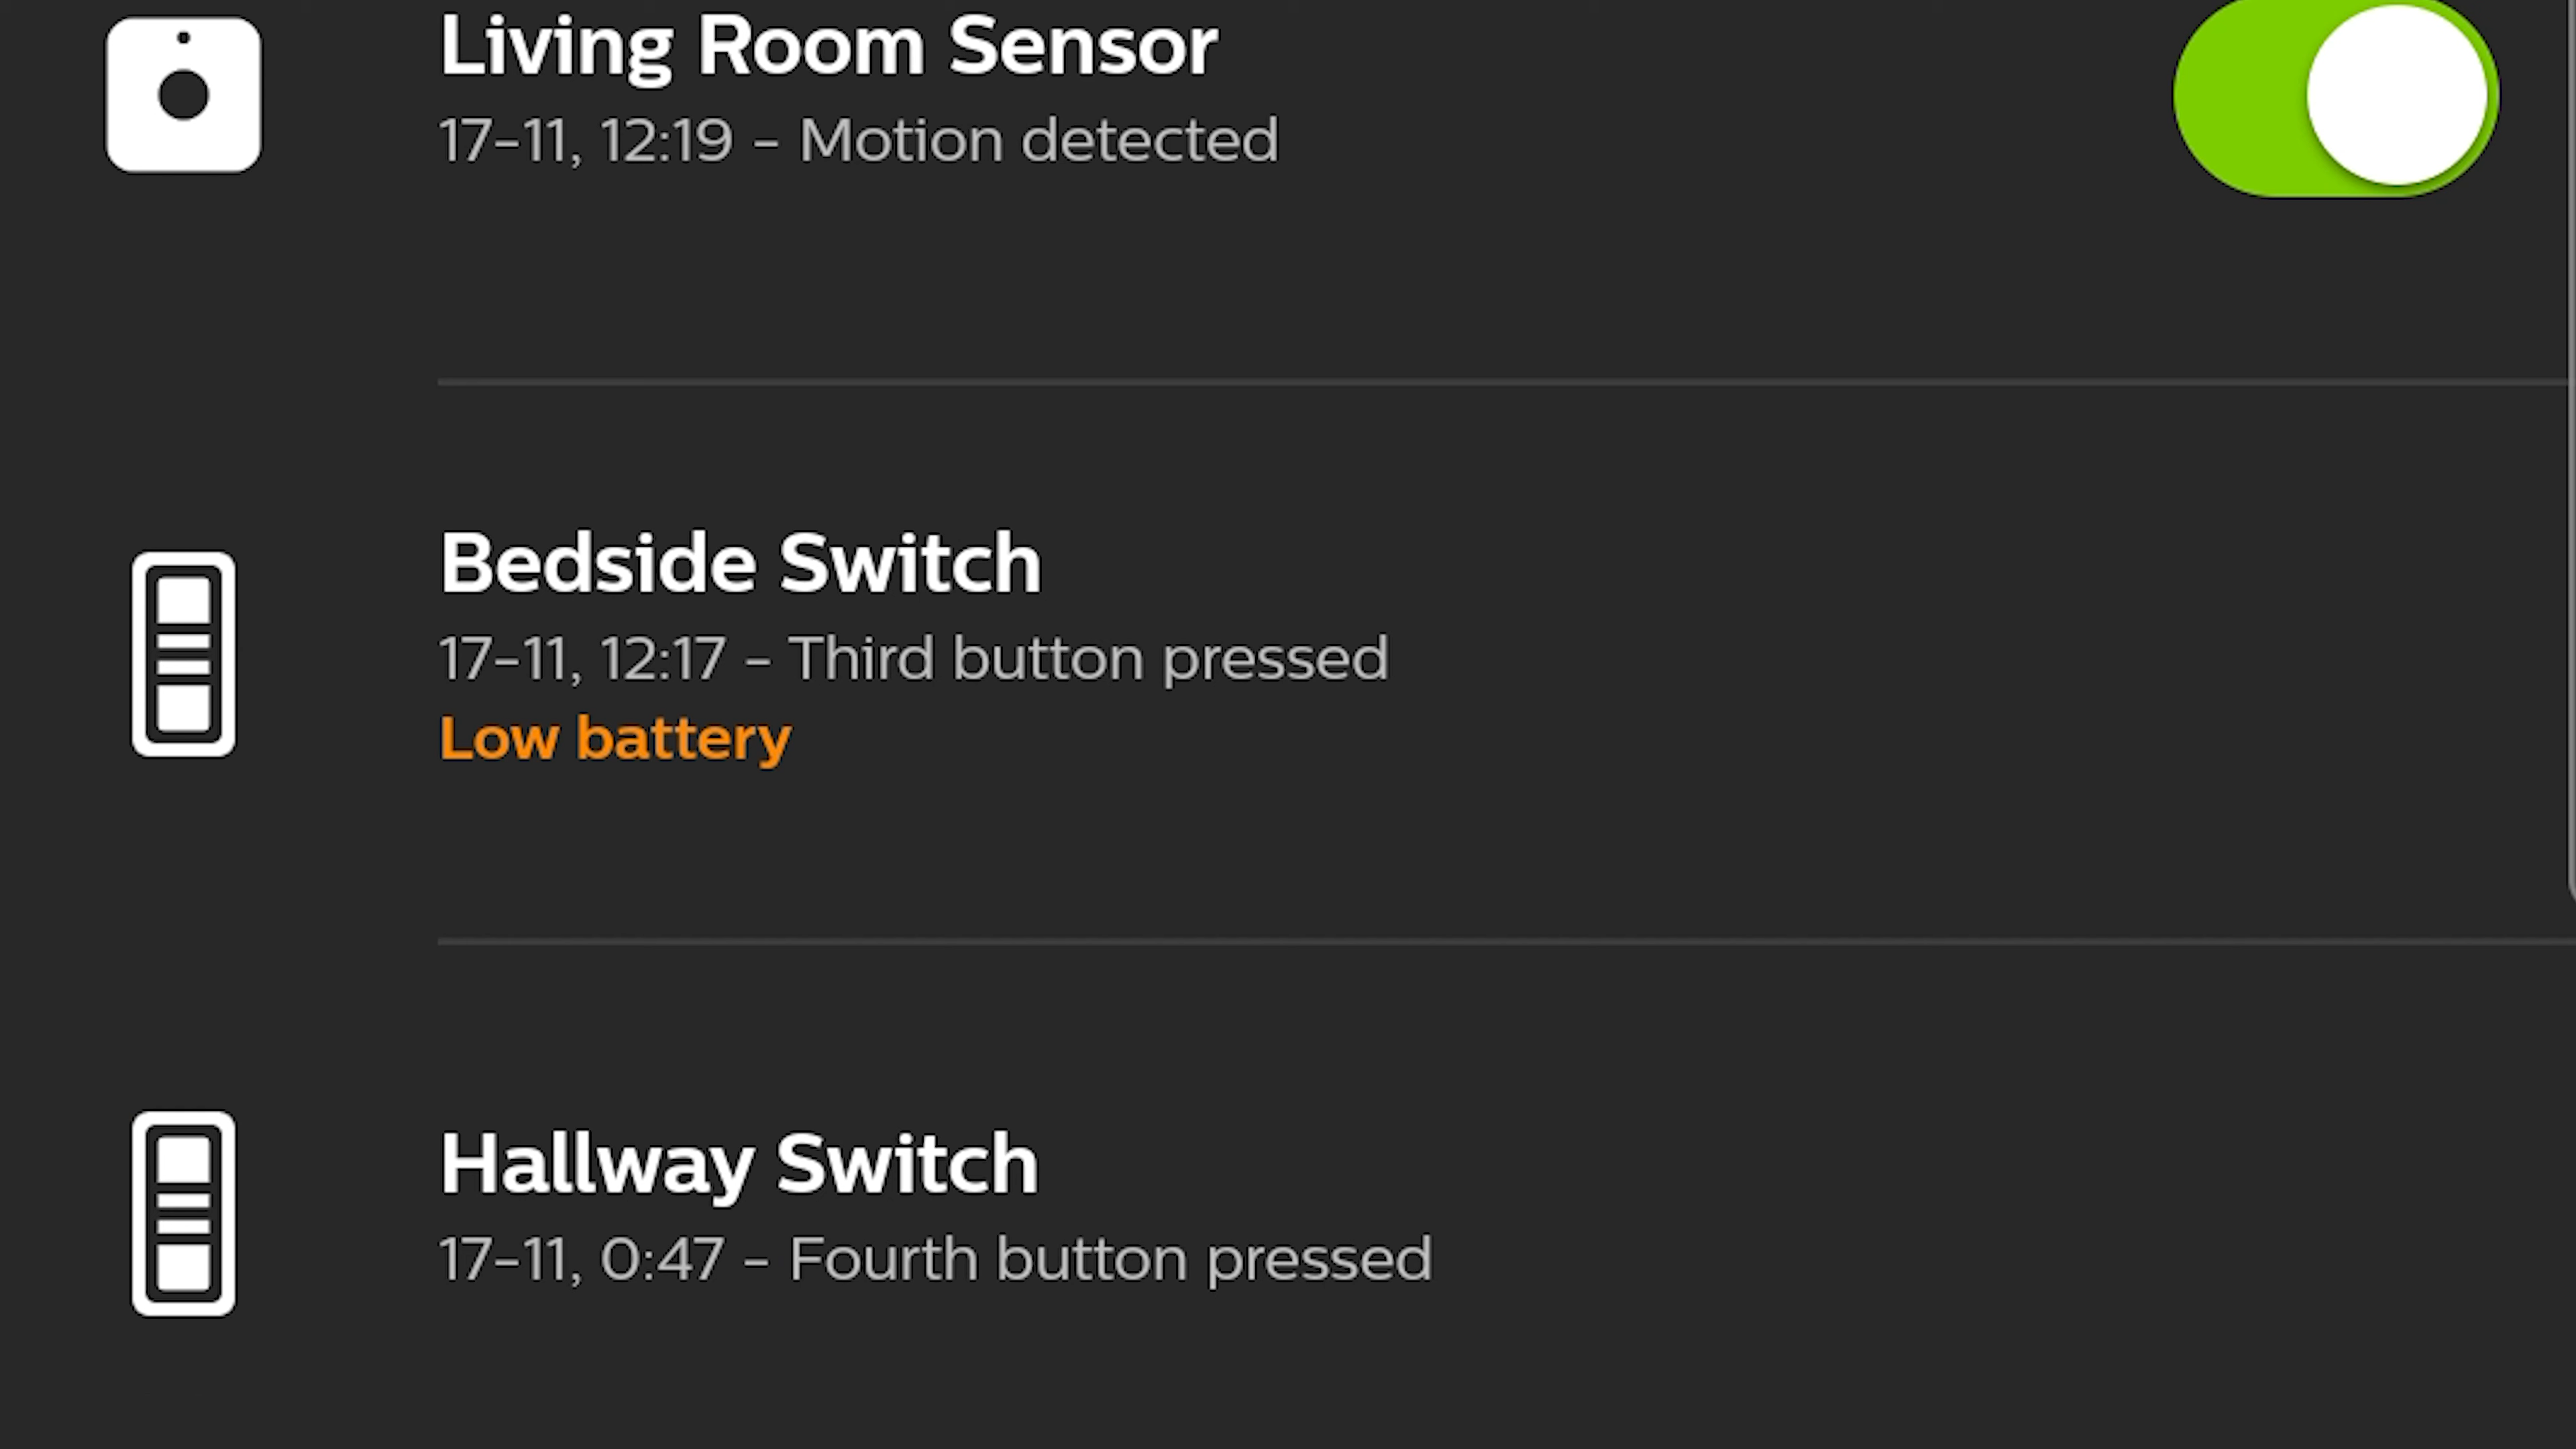 Living Room Sensor
17-11, 12:19 - Motion detected
Bedside Switch
17-11, 12:17 - Third button pressed
Low battery
Hallway Switch
17-11, 0:47 - Fourth button pressed